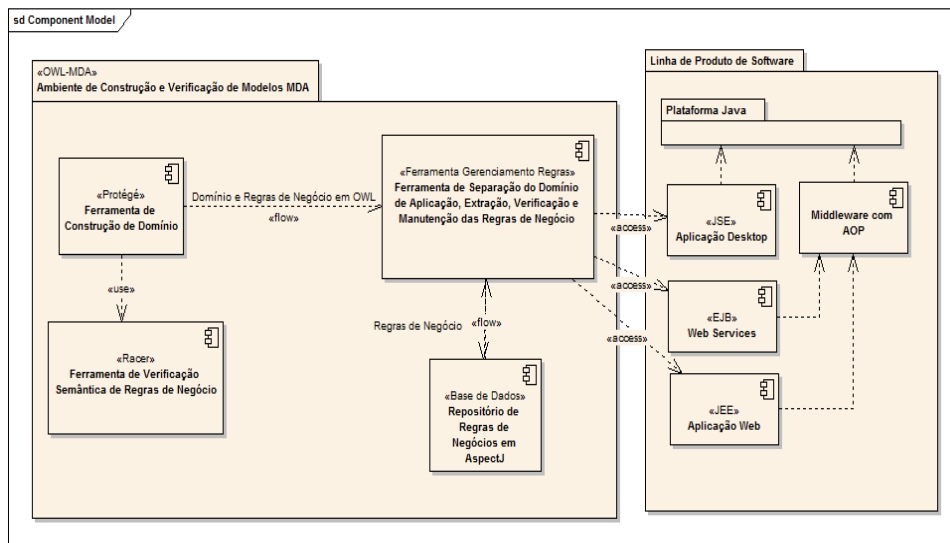 sd Component Model
«OWL-MDA»
Ambiente de Construção e Verificação de Modelos MDA
«Protégé»
Ferramenta de
Construção de Domínio
Domínio e Regras de Negócio em OWL
«flow»
«Ferramenta Gerenciamento Regras»
Ferramenta de Separação do Domínio
de Aplicação, Extração, Verificação e
Manutenção das Regras de Negócio
«use»
«Racer»
Ferramenta de Verificação
Semântica de Regras de Negócio
Regras de Negócio
«flow»
«Base de Dados»
Repositório de
Regras de
Negócios em
AspectJ
«access»
«access»
«access»
Linha de Produto de Software
Plataforma Java
«JSE»
Aplicação Desktop
Middleware com
AOP
«EJB»
Web Services
«JEE»
Aplicação Web